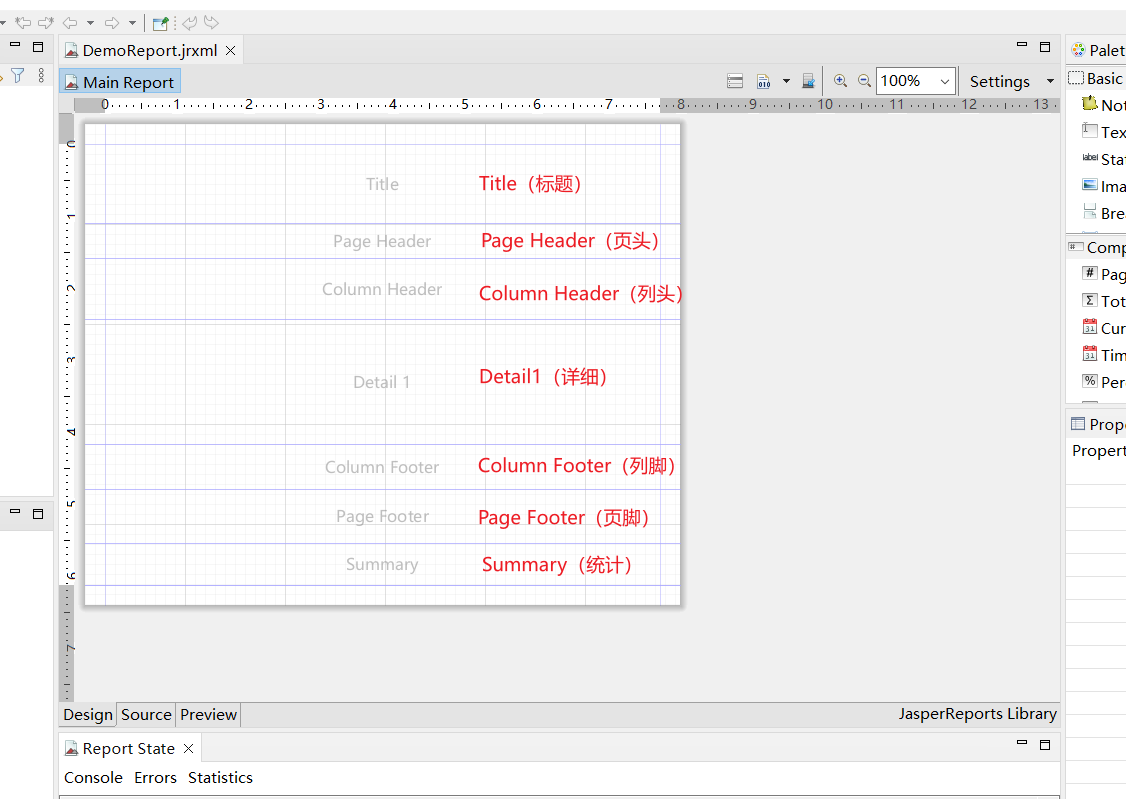 DemoReport.jrxml
Main Report
100%
Settings
0 1 2 3 4 5 6 7 8 9 10 11 12 13
0
1
2
3
4
5
6
7
Title Title（标题）
Page Header Page Header（页头）
Column Header Column Header（列头）
Detail 1 Detail1（详细）
Column Footer Column Footer（列脚）
Page Footer Page Footer（页脚）
Summary Summary（统计）
Design Source Preview
JasperReports Library
Report State
Console Errors Statistics
Palet
Basic
Not
Tex
label Stat
Ima
Bre
Comp
# Pag
Σ Tot
31 Cur
31 Tim
% Per
Prope
Propert